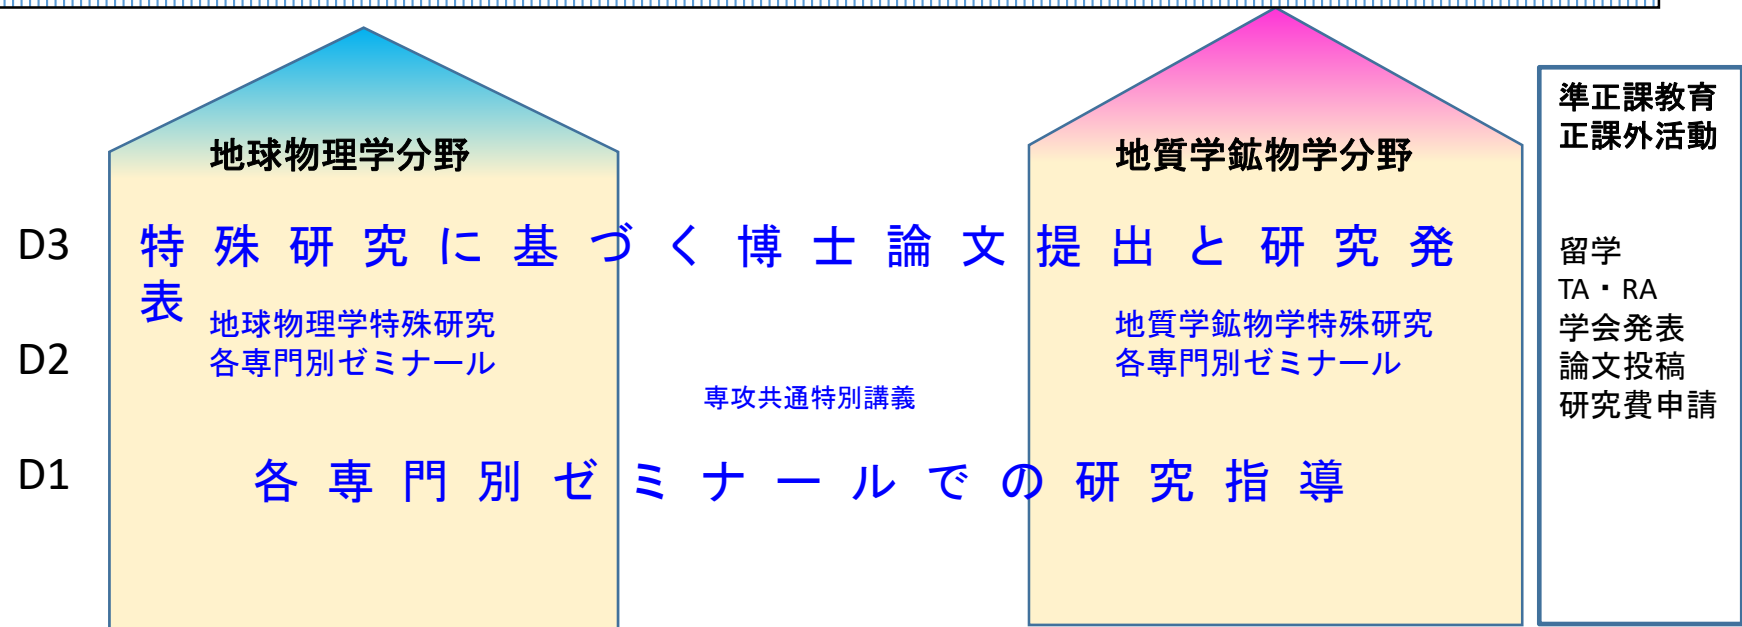 地球物理学分野
地質学鉱物学分野
準正課教育
正課外活動
D3
特殊研究に基づく博士論文提出と研究発
表
地球物理学特殊研究
各専門別ゼミナール
地質学鉱物学特殊研究
各専門別ゼミナール
D2
専攻共通特別講義
D1
各専門別ゼミナールでの研究指導
留学
TA・RA
学会発表
論文投稿
研究費申請